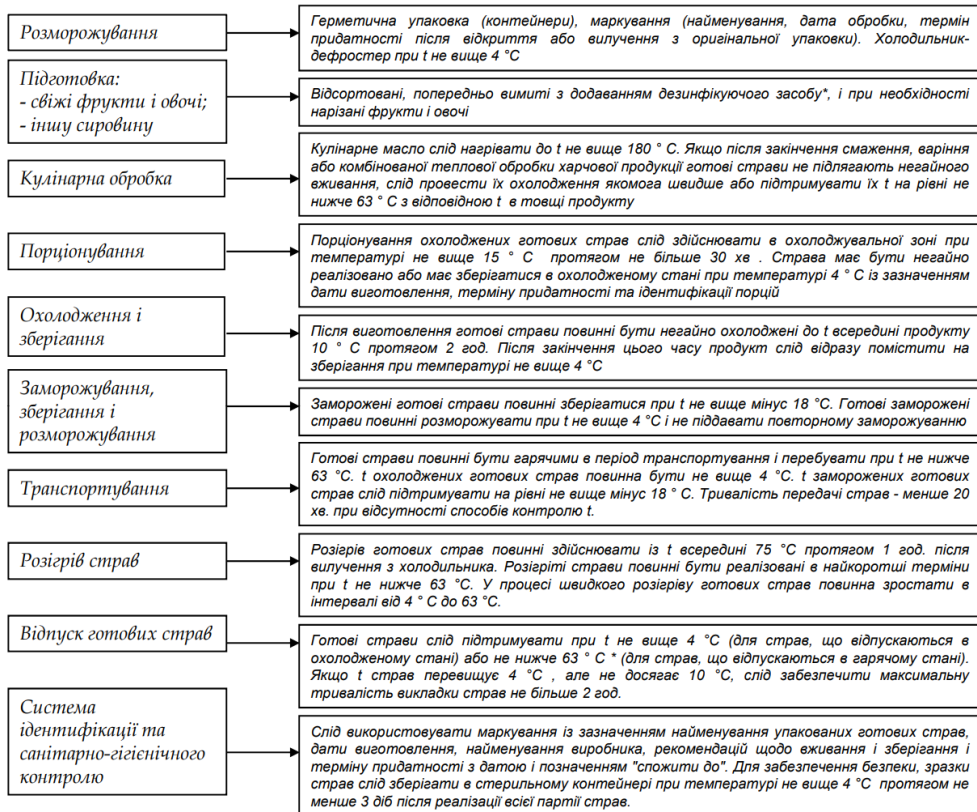 Розморожування
Герметична упаковка (контейнери), маркування (найменування, дата обробки, термін
придатності після відкриття або вилучення з оригінальної упаковки). Холодильник-
дефростер при t не вище 4 °C
Підготовка:
- свіжі фрукти і овочі;
- іншу сировину
Відсортовані, попередньо вимиті з додаванням дезинфікуючого засобу*, і при необхідності
нарізані фрукти і овочі
Кулінарна обробка
Кулінарне масло слід нагрівати до t не вище 180 ° C. Якщо після закінчення смаження, варіння
або комбінованої теплової обробки харчової продукції готові страви не підлягають негайного
вживання, слід провести їх охолодження якомога швидше або підтримувати їх t на рівні не
нижче 63 ° C з відповідною t в товщі продукту
Порціонування
Порціонування охолоджених готових страв слід здійснювати в охолоджувальної зоні при
температурі не вище 15 ° C протягом не більше 30 хв . Страва має бути негайно
реалізовано або має зберігатися в охолодженому стані при температурі 4 ° C із зазначенням
дати виготовлення, терміну придатності та ідентифікації порцій
Охолодження і
зберігання
Після виготовлення готові страви повинні бути негайно охолоджені до t всередині продукту
10 ° C протягом 2 год. Після закінчення цього часу продукт слід відразу помістити на
зберігання при температурі не вище 4 °C
Заморожування,
зберігання і
розморожування
Заморожені готові страви повинні зберігатися при t не вище мінус 18 °C. Готові заморожені
страви повинні розморожувати при t не вище 4 °C і не піддавати повторному заморожуванню
Транспортування
Готові страви повинні бути гарячими в період транспортування і перебувати при t не нижче
63 °C. t охолоджених готових страв повинна бути не вище 4 °C. t заморожених готових
страв слід підтримувати на рівні не вище мінус 18 ° C. Тривалість передачі страв - менше 20
хв. при відсутності способів контролю t.
Розігрів страв
Розігрів готових страв повинні здійснювати із t всередині 75 °C протягом 1 год. після
вилучення з холодильника. Розігріті страви повинні бути реалізовані в найкоротші терміни
при t не нижче 63 °C. У процесі швидкого розігріву готових страв повинна зростати в
інтервалі від 4 ° C до 63 °C.
Відпуск готових страв
Готові страви слід підтримувати при t не вище 4 °C (для страв, що відпускаються в
охолодженому стані) або не нижче 63 ° C * (для страв, що відпускаються в гарячому стані).
Якщо t страв перевищує 4 °C , але не досягає 10 °C, слід забезпечити максимальну
тривалість викладки страв не більше 2 год.
Система
ідентифікації та
санітарно-гігієнічного
контролю
Слід використовувати маркування із зазначенням найменування упакованих готових страв,
дати виготовлення, найменування виробника, рекомендацій щодо вживання і зберігання і
терміну придатності з датою і позначенням "спожити до". Для забезпечення безпеки, зразки
страв слід зберігати в стерильному контейнері при температурі не вище 4 °C протягом не
менше 3 діб після реалізації всієї партії страв.